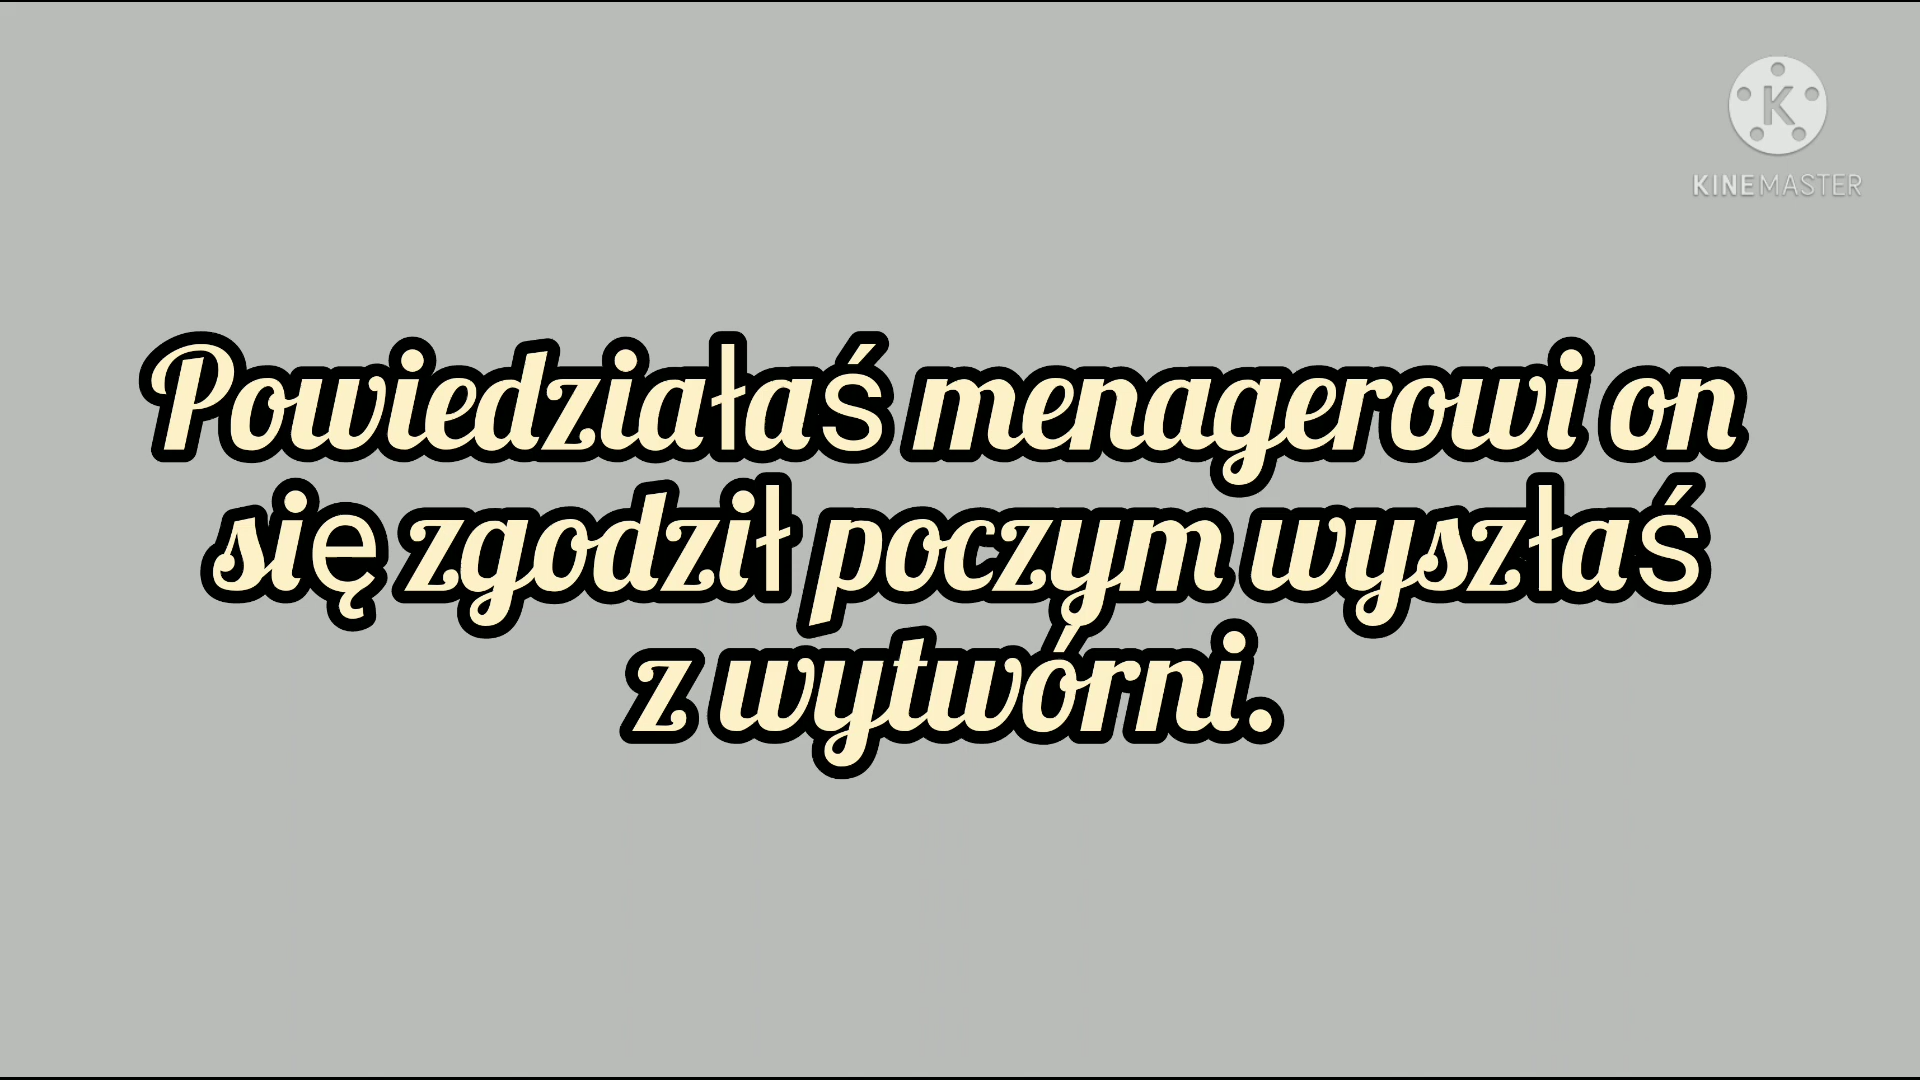 KINEMASTER
Powiedziałaś menagerowi on
się zgodził poczym wyszłaś
z wytwórni.